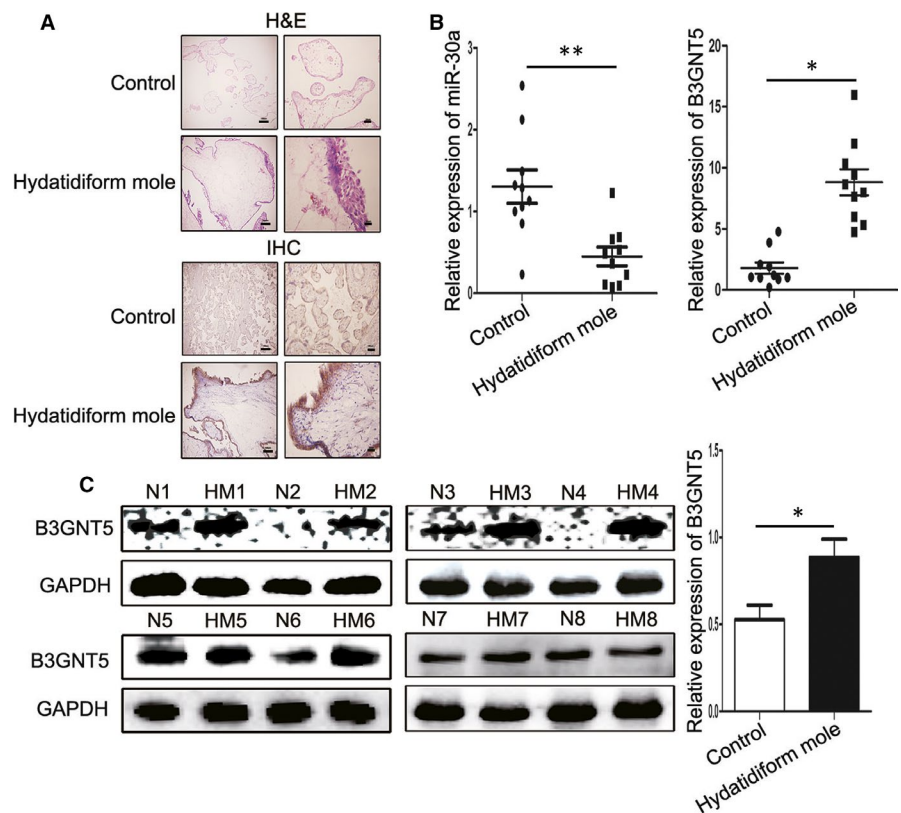 A
H&E
Control
Hydatidiform mole
IHC
Control
Hydatidiform mole
B
Relative expression of miR-30a
3
2
1
0
**
Control
Hydatidiform mole
Relative expression of B3GNT5
20
15
10
5
0
*
Control
Hydatidiform mole
C
N1 HM1 N2 HM2
B3GNT5
GAPDH
N3 HM3 N4 HM4
N5 HM5 N6 HM6
B3GNT5
GAPDH
N7 HM7 N8 HM8
Relative expression of B3GNT5
1.5
1.0
0.5
0.0
*
Control
Hydatidiform mole